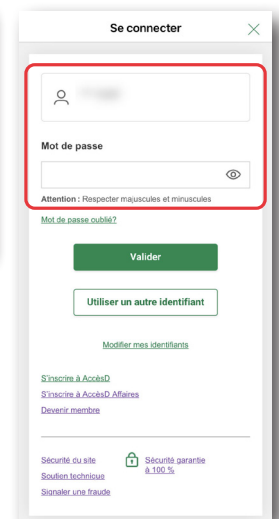 Se connecter
Mot de passe
Attention : Respecter majuscules et minuscules
Mot de passe oublié?
Valider
Utiliser un autre identifiant
Modifier mes identifiants
S'inscrire à AccèsD
S'inscrire à AccèsD Affaires
Devenir membre
Sécurité du site
Soutien technique
Signaler une fraude
Sécurité garantie
à 100 %